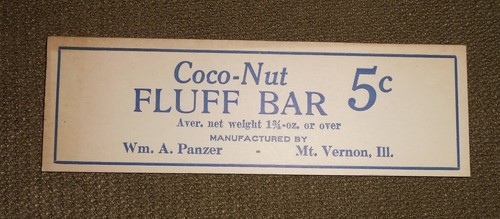 Coco-Nut
FLUFF BAR 5c
Aver. net weight 1¾-oz. or over
MANUFACTURED BY
Wm. A. Panzer - Mt. Vernon, Ill.